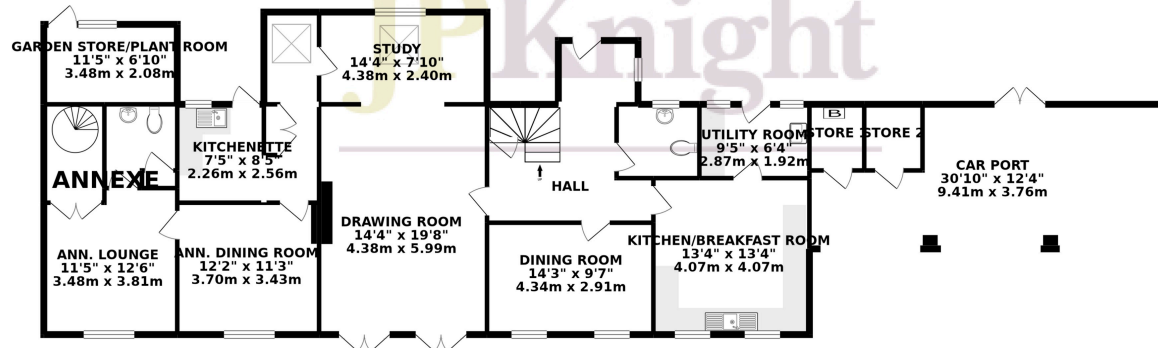 JP Knight
GARDEN STORE/PLANT ROOM
11'5" x 6'10"
3.48m x 2.08m
STUDY
14'4" x 7'10"
4.38m x 2.40m
KITCHENETTE
7'5" x 8'5"
2.26m x 2.56m
ANNEXE
ANN. LOUNGE
11'5" x 12'6"
3.48m x 3.81m
ANN. DINING ROOM
12'2" x 11'3"
3.70m x 3.43m
DRAWING ROOM
14'4" x 19'8"
4.38m x 5.99m
HALL
DINING ROOM
14'3" x 9'7"
4.34m x 2.91m
UTILITY ROOM
9'5" x 6'4"
2.87m x 1.92m
KITCHEN/BREAKFAST ROOM
13'4" x 13'4"
4.07m x 4.07m
B
STORE 1
STORE 2
CAR PORT
30'10" x 12'4"
9.41m x 3.76m